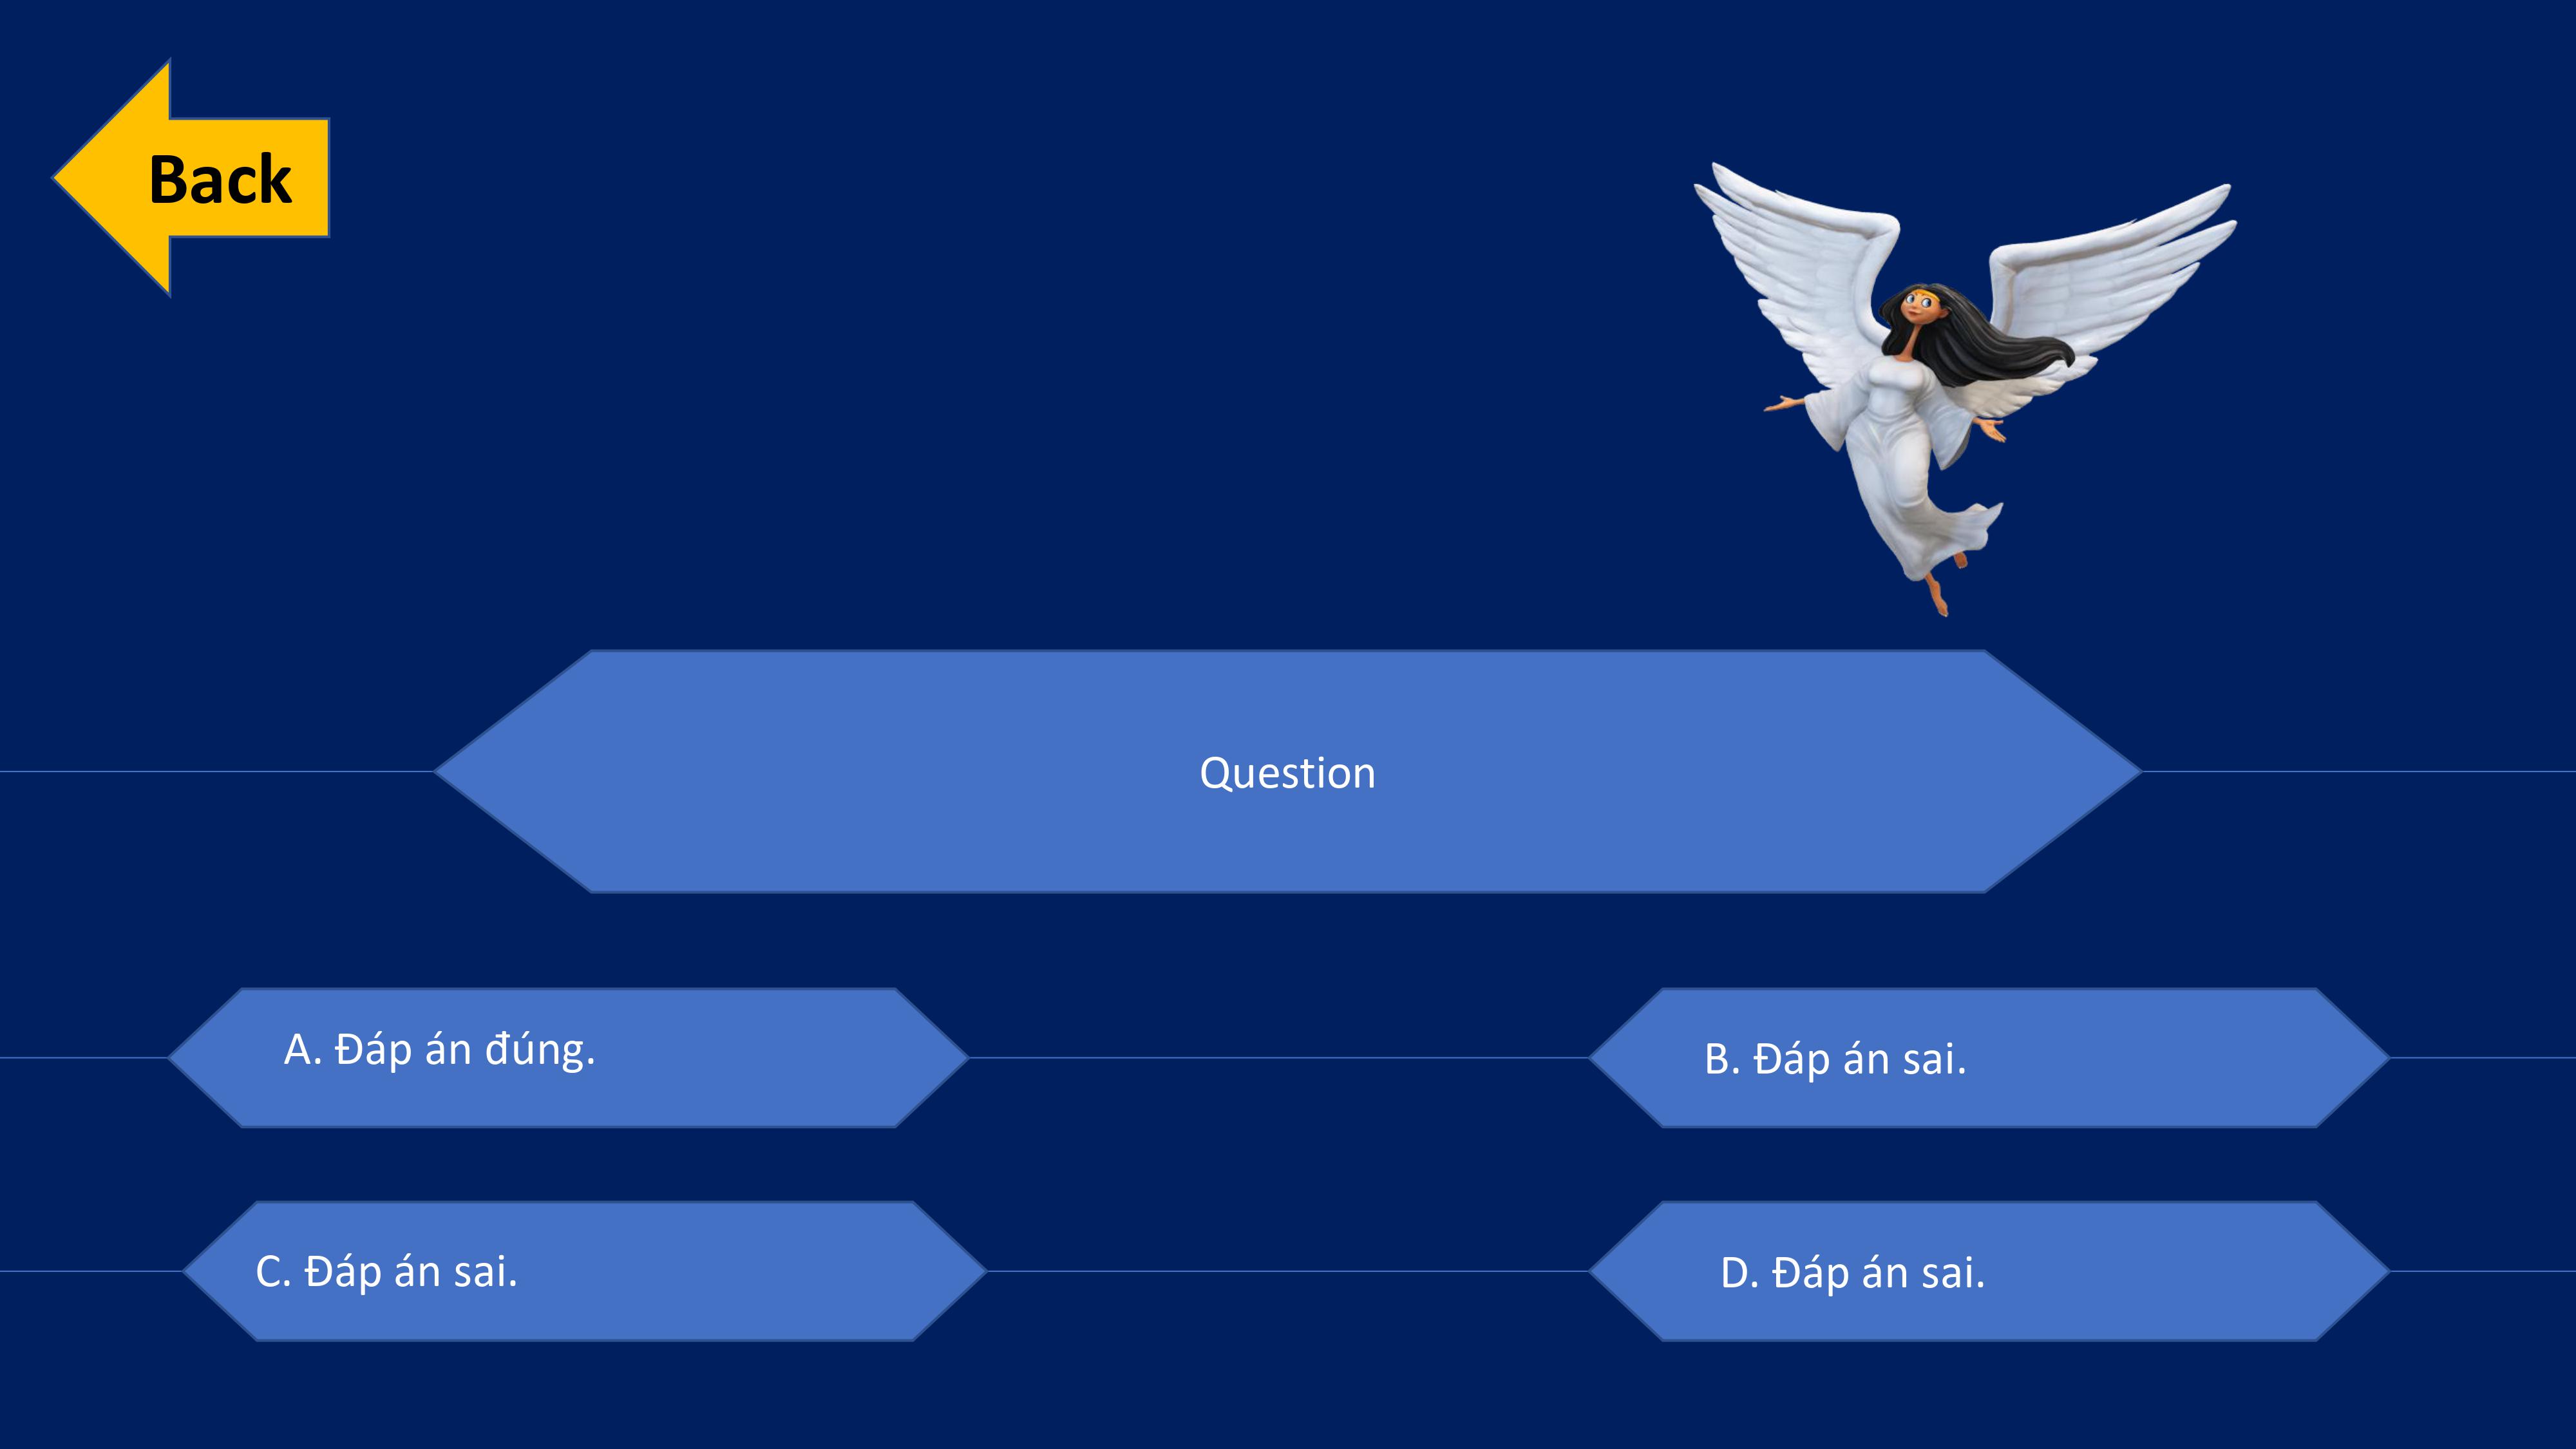 Back
Question
A. Đáp án đúng.
B. Đáp án sai.
C. Đáp án sai.
D. Đáp án sai.